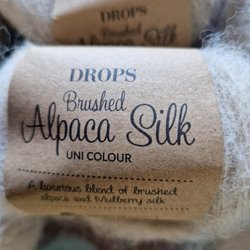 DROPS
Brushed
Alpaca Silk
UNI COLOUR
A luxurious blend of brushed
alpaca and Mulberry silk